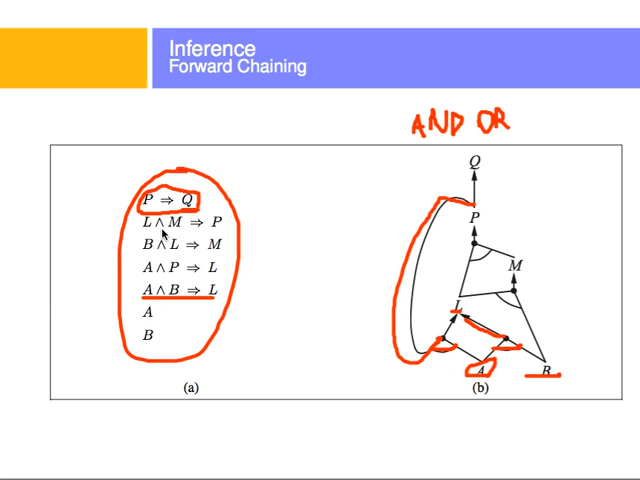 Inference
Forward Chaining
AND OR
P ⇒ Q
L ∧ M ⇒ P
B ∧ L ⇒ M
A ∧ P ⇒ L
A ∧ B ⇒ L
A
B
(a)
Q
P
M
L
A
B
(b)